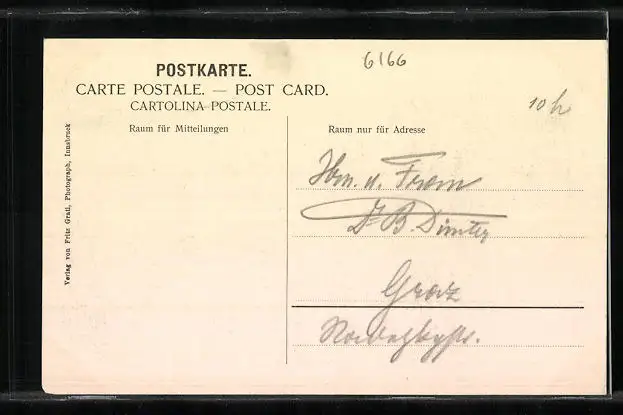 6166
POSTKARTE.
CARTE POSTALE. — POST CARD.
CARTOLINA POSTALE.
10 h
Raum für Mitteilungen
Raum nur für Adresse
Verlag von Fritz Gratl, Photograph, Innsbruck
Hrn. u. Frau
Dr B.
Graz